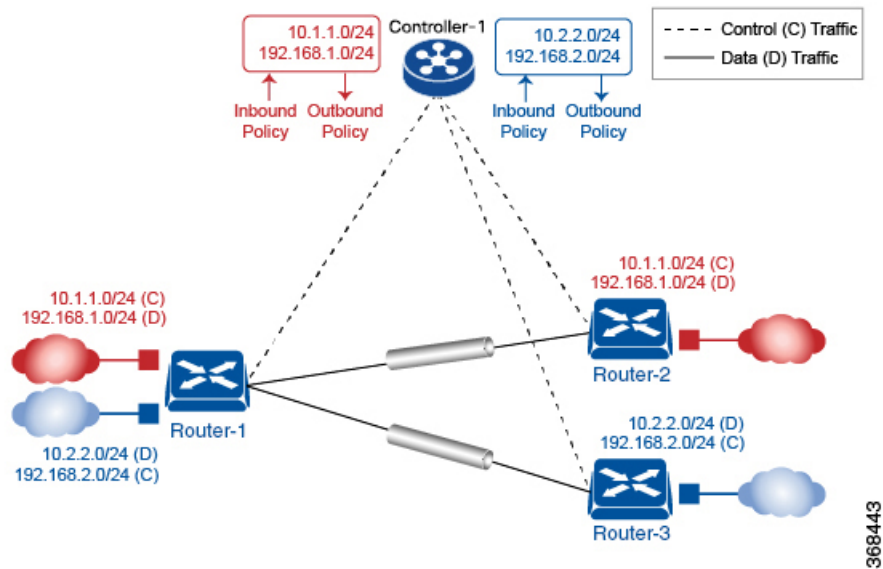 Controller-1
10.1.1.0/24
192.168.1.0/24
Inbound Policy
Outbound Policy
10.2.2.0/24
192.168.2.0/24
Inbound Policy
Outbound Policy
Control (C) Traffic
Data (D) Traffic
10.1.1.0/24 (C)
192.168.1.0/24 (D)
Router-1
10.2.2.0/24 (D)
192.168.2.0/24 (C)
10.1.1.0/24 (C)
192.168.1.0/24 (D)
Router-2
10.2.2.0/24 (D)
192.168.2.0/24 (C)
Router-3
368443